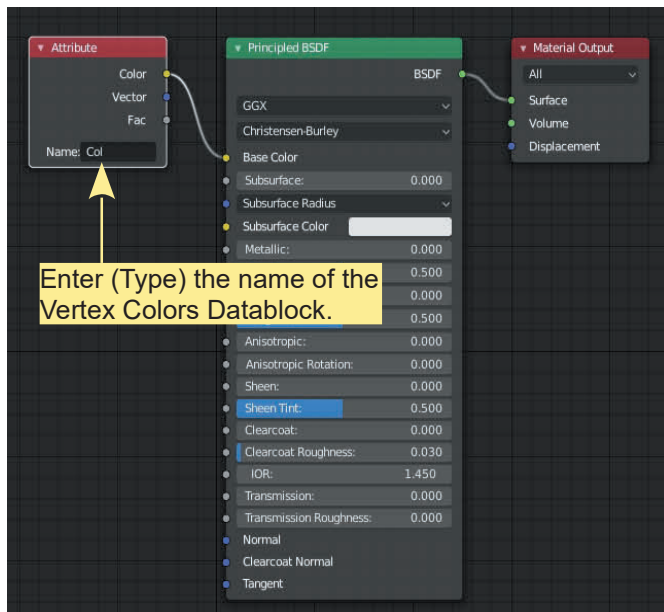 Attribute
Color
Vector
Fac
Name: Col
Principled BSDF
BSDF
GGX
Christensen-Burley
Base Color
Subsurface: 0.000
Subsurface Radius
Subsurface Color
Metallic: 0.000
0.500
0.000
0.500
Anisotropic: 0.000
Anisotropic Rotation: 0.000
Sheen: 0.000
Sheen Tint: 0.500
Clearcoat: 0.000
Clearcoat Roughness: 0.030
IOR: 1.450
Transmission: 0.000
Transmission Roughness: 0.000
Normal
Clearcoat Normal
Tangent
Material Output
All
Surface
Volume
Displacement
Enter (Type) the name of the
Vertex Colors Datablock.